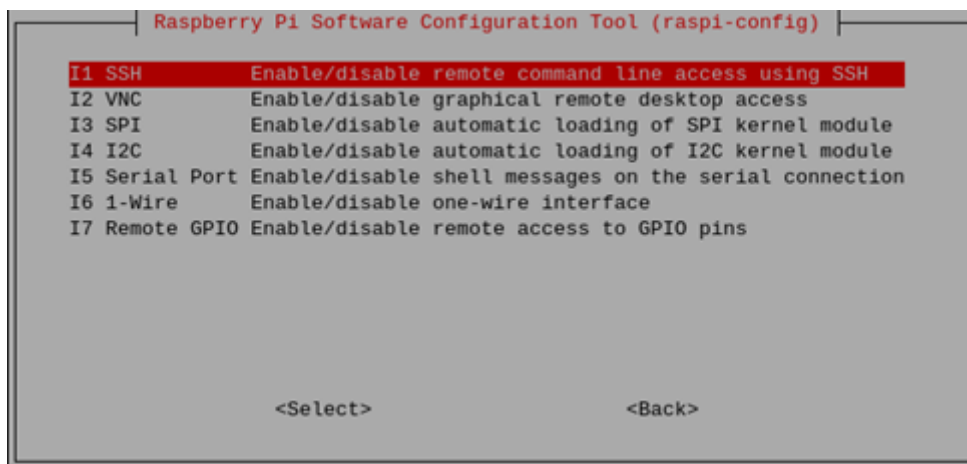 Raspberry Pi Software Configuration Tool (raspi-config)
I1 SSH Enable/disable remote command line access using SSH
I2 VNC Enable/disable graphical remote desktop access
I3 SPI Enable/disable automatic loading of SPI kernel module
I4 I2C Enable/disable automatic loading of I2C kernel module
I5 Serial Port Enable/disable shell messages on the serial connection
I6 1-Wire Enable/disable one-wire interface
I7 Remote GPIO Enable/disable remote access to GPIO pins
<Select> <Back>